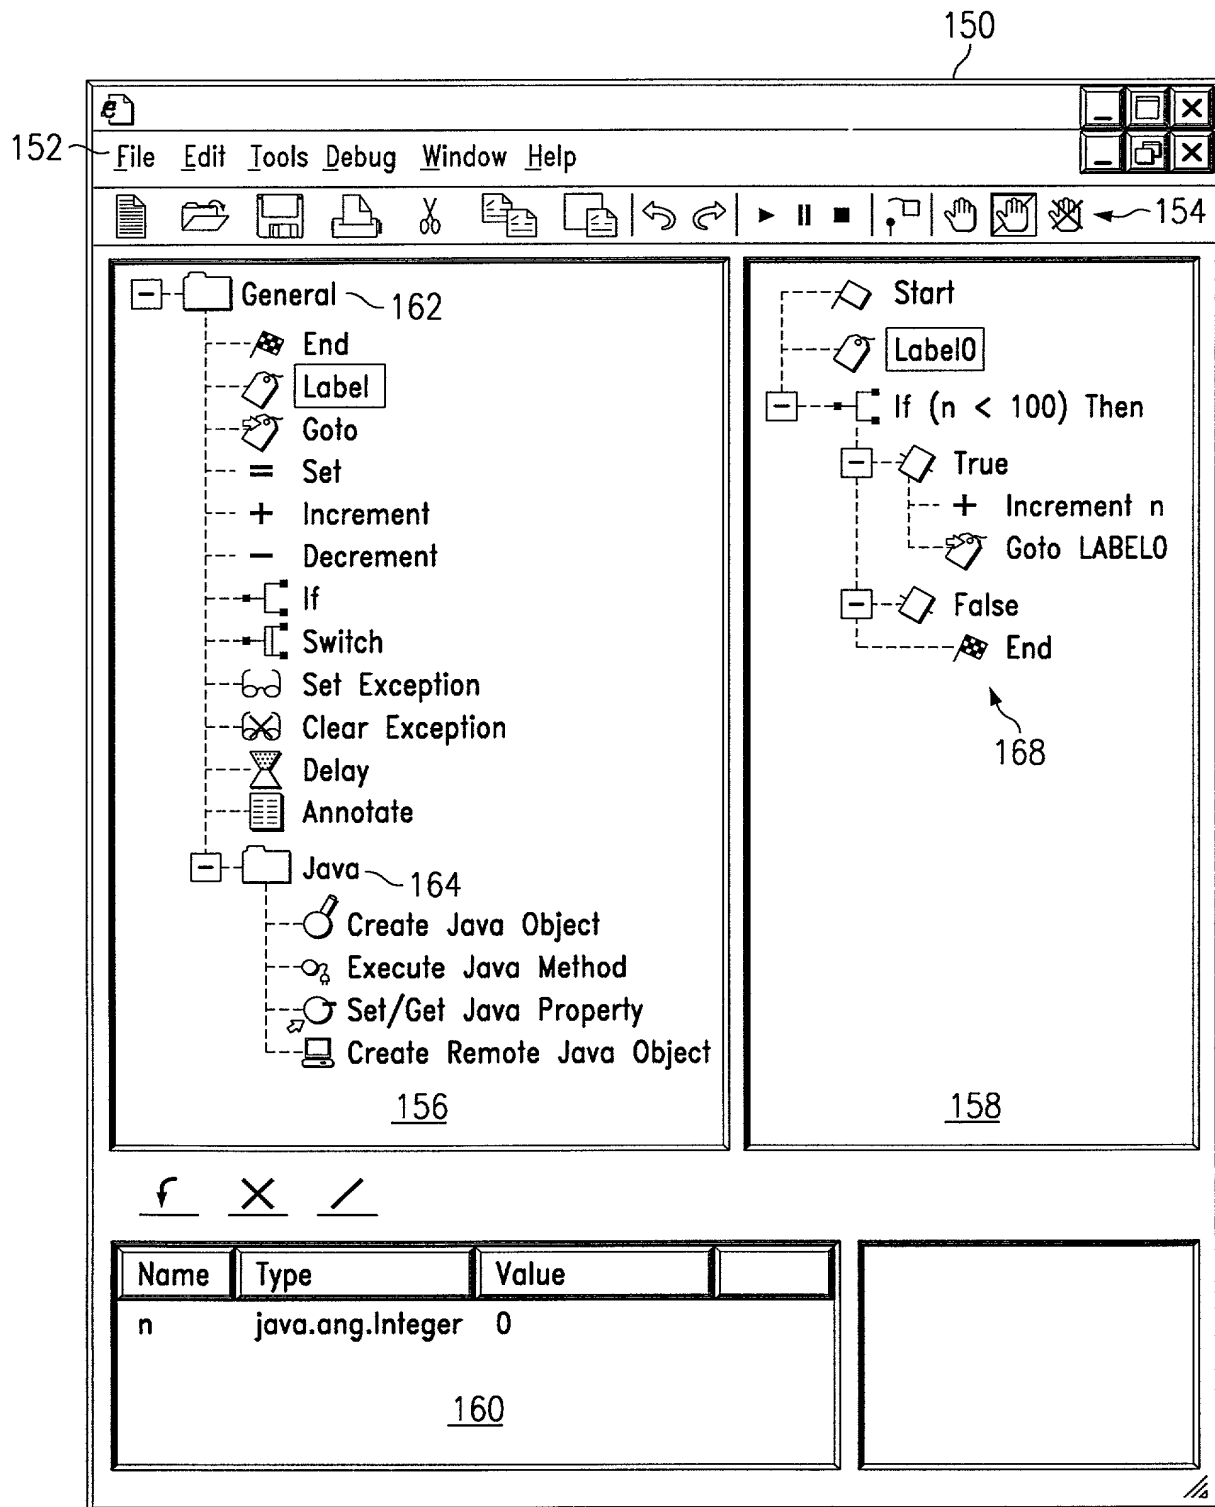 150
152
File Edit Tools Debug Window Help
154
General 162
End
Label
Goto
Set
Increment
Decrement
If
Switch
Set Exception
Clear Exception
Delay
Annotate
Java 164
Create Java Object
Execute Java Method
Set/Get Java Property
Create Remote Java Object
156
Start
Label0
If (n < 100) Then
True
Increment n
Goto LABEL0
False
End
168
158
Name Type Value
n java.ang.Integer 0
160